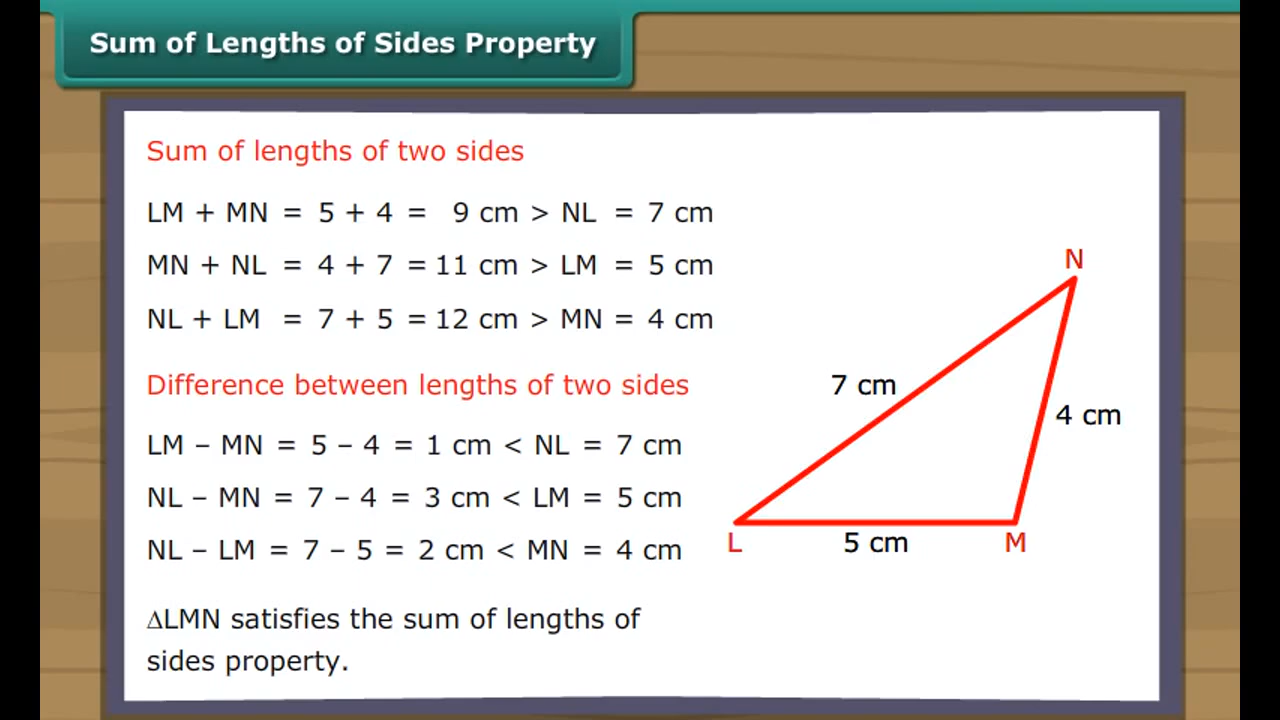 Sum of Lengths of Sides Property
Sum of lengths of two sides
LM + MN = 5 + 4 = 9 cm > NL = 7 cm
MN + NL = 4 + 7 = 11 cm > LM = 5 cm
NL + LM = 7 + 5 = 12 cm > MN = 4 cm
Difference between lengths of two sides
LM – MN = 5 – 4 = 1 cm < NL = 7 cm
NL – MN = 7 – 4 = 3 cm < LM = 5 cm
NL – LM = 7 – 5 = 2 cm < MN = 4 cm
∆LMN satisfies the sum of lengths of
sides property.
N
7 cm
4 cm
L
5 cm
M